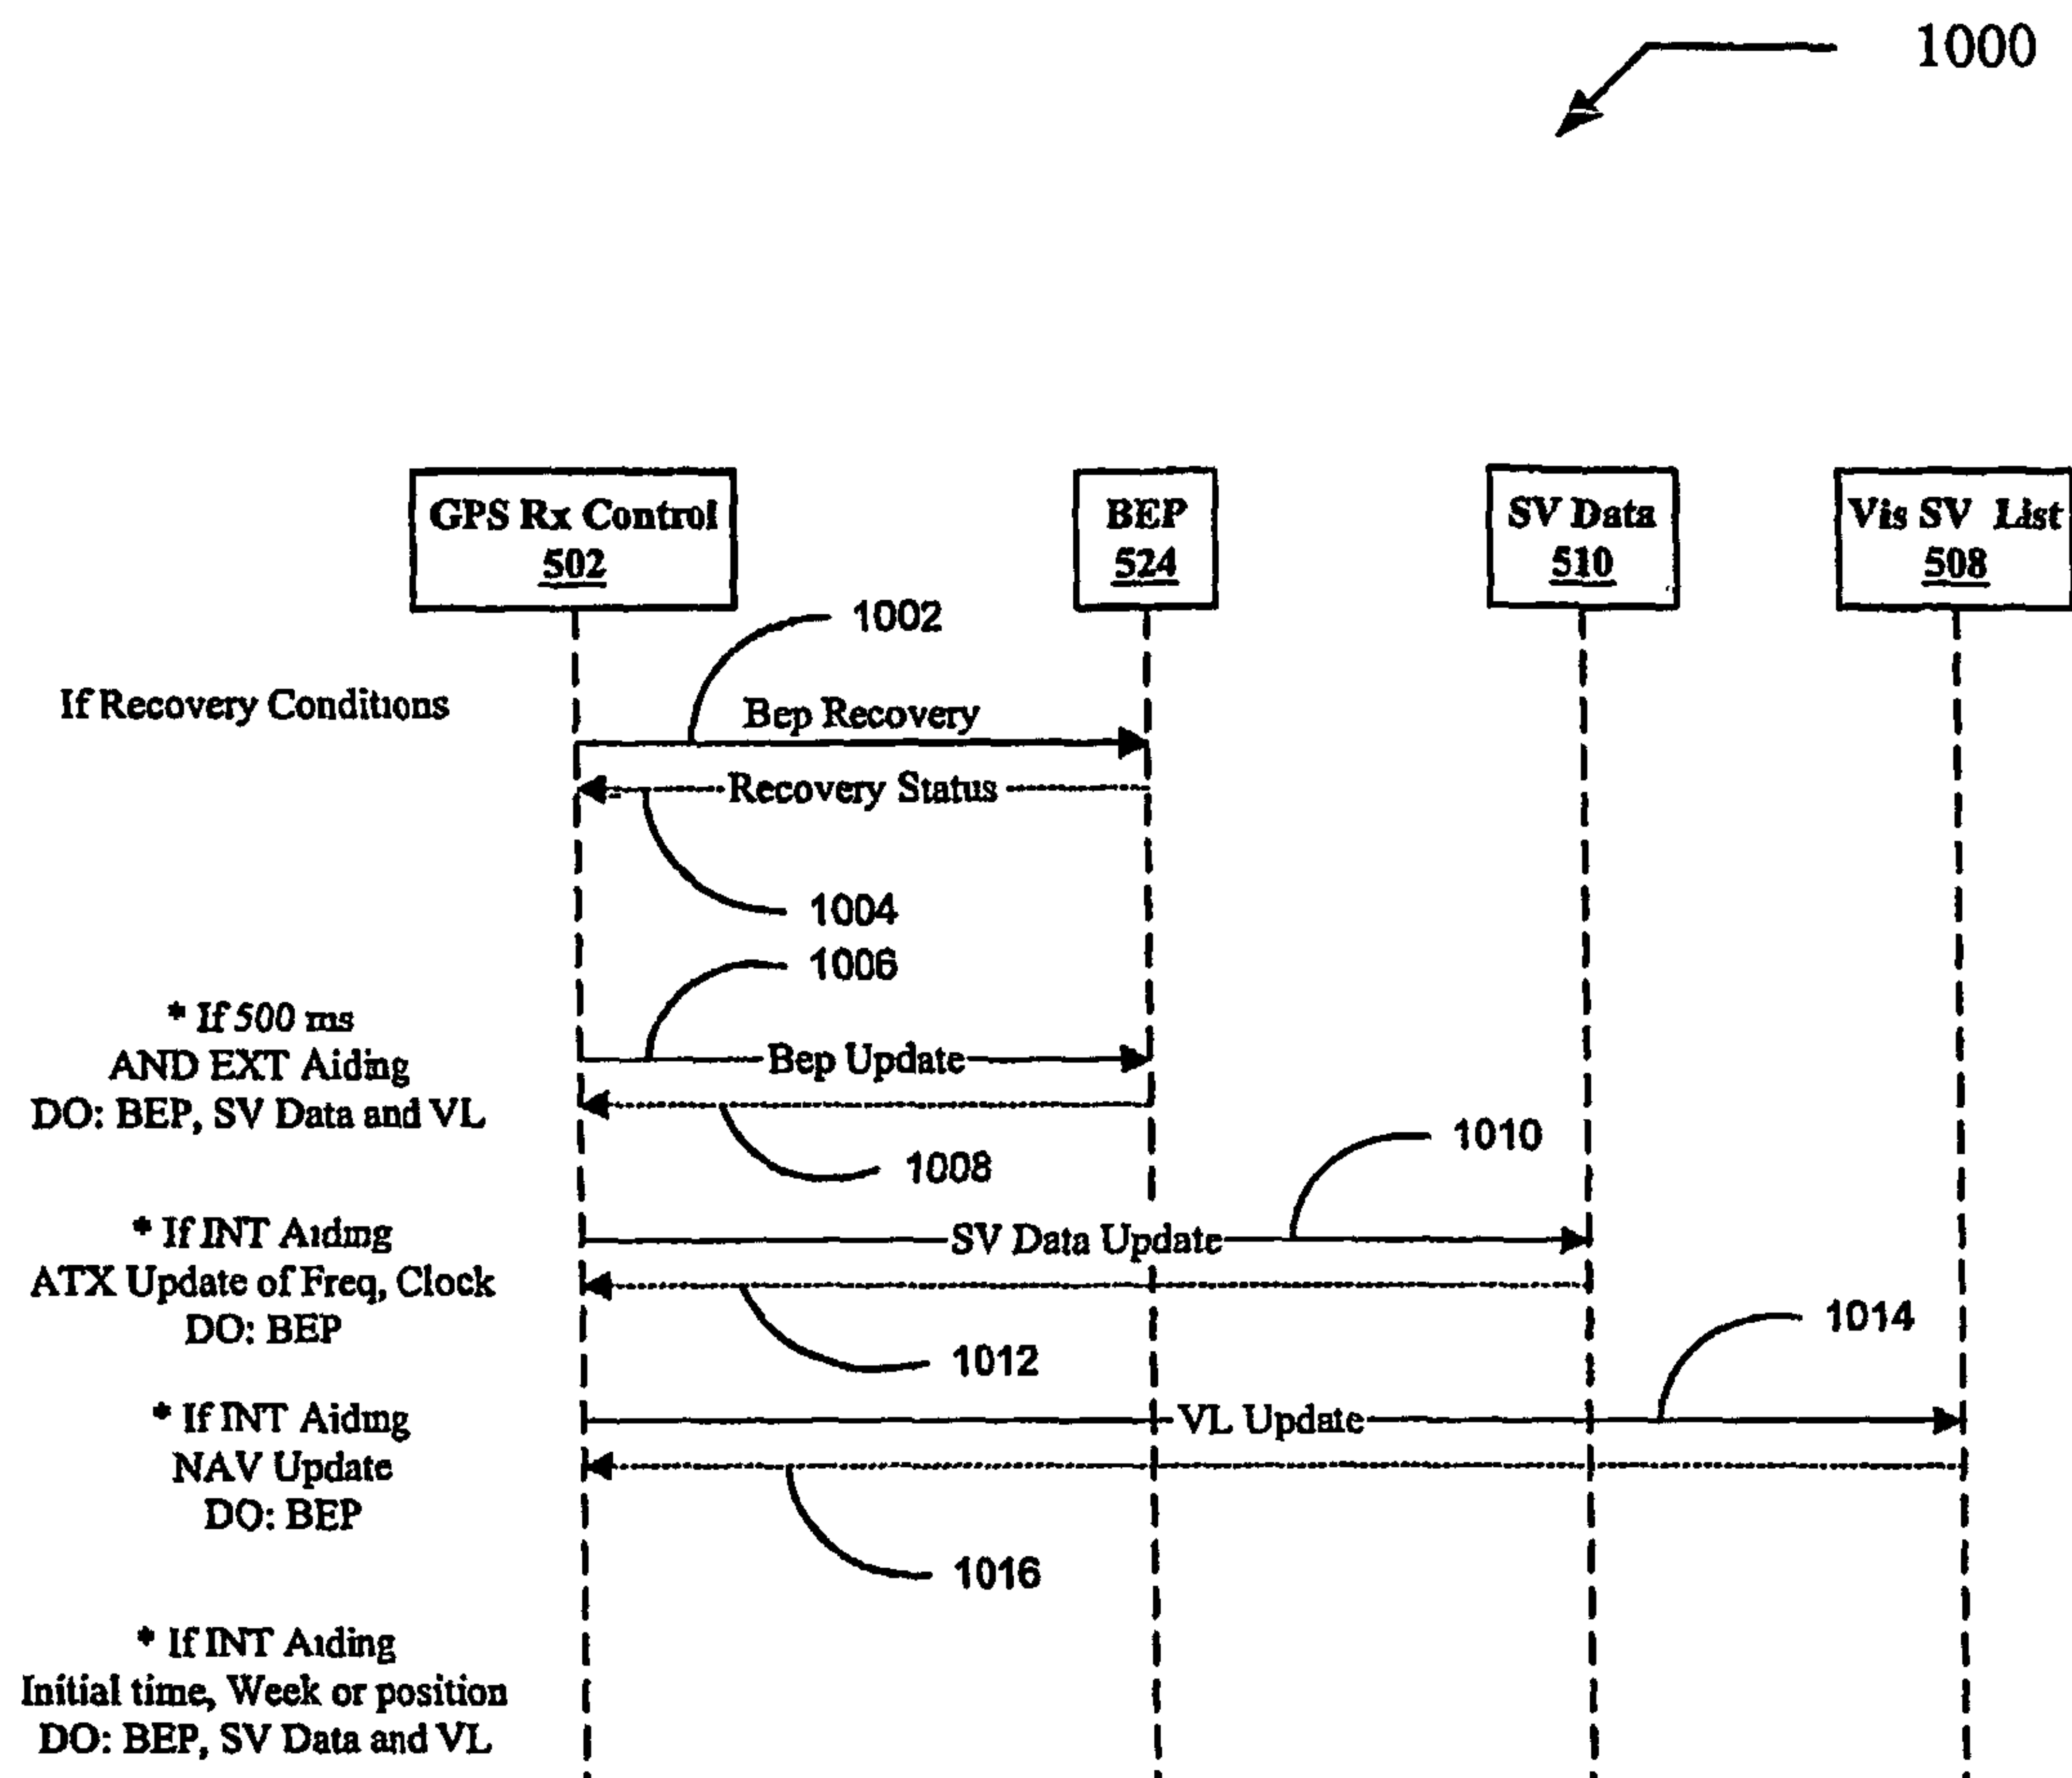 1000
GPS Rx Control
502
BEP
524
SV Data
510
Vis SV List
508
1002
If Recovery Conditions
Bep Recovery
Recovery Status
1004
1006
* If 500 ms
AND EXT Aiding
DO: BEP, SV Data and VL
Bep Update
1008
1010
* If INT Aiding
ATX Update of Freq, Clock
DO: BEP
SV Data Update
1012
1014
* If INT Aiding
NAV Update
DO: BEP
VL Update
1016
* If INT Aiding
Initial time, Week or position
DO: BEP, SV Data and VL